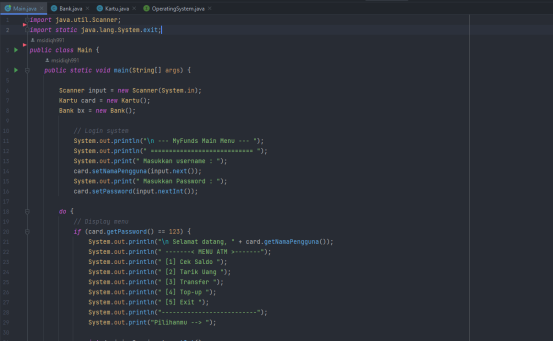 Main.java × Bank.java × Kartu.java × OperatingSystem.java ×
1 import java.util.Scanner;
2 import static java.lang.System.exit;
3 public class Main {
4 public static void main(String[] args) {
5
6 Scanner input = new Scanner(System.in);
7 Kartu card = new Kartu();
8 Bank bx = new Bank();
9
10 // Login system
11 System.out.println("\n --- MyFunds Main Menu --- ");
12 System.out.println(" ============================ ");
13 System.out.print(" Masukkan username : ");
14 card.setNamaPengguna(input.next());
15 System.out.print(" Masukkan Password : ");
16 card.setPassword(input.nextInt());
17
18 do {
19 // Display menu
20 if (card.getPassword() == 123) {
21 System.out.println("\n Selamat datang, " + card.getNamaPengguna());
22 System.out.println(" -------< MENU ATM >-------");
23 System.out.println(" [1] Cek Saldo ");
24 System.out.println(" [2] Tarik Uang ");
25 System.out.println(" [3] Transfer ");
26 System.out.println(" [4] Top-up ");
27 System.out.println(" [5] Exit ");
28 System.out.println("--------------------------");
29 System.out.print("Pilihanmu --> ");